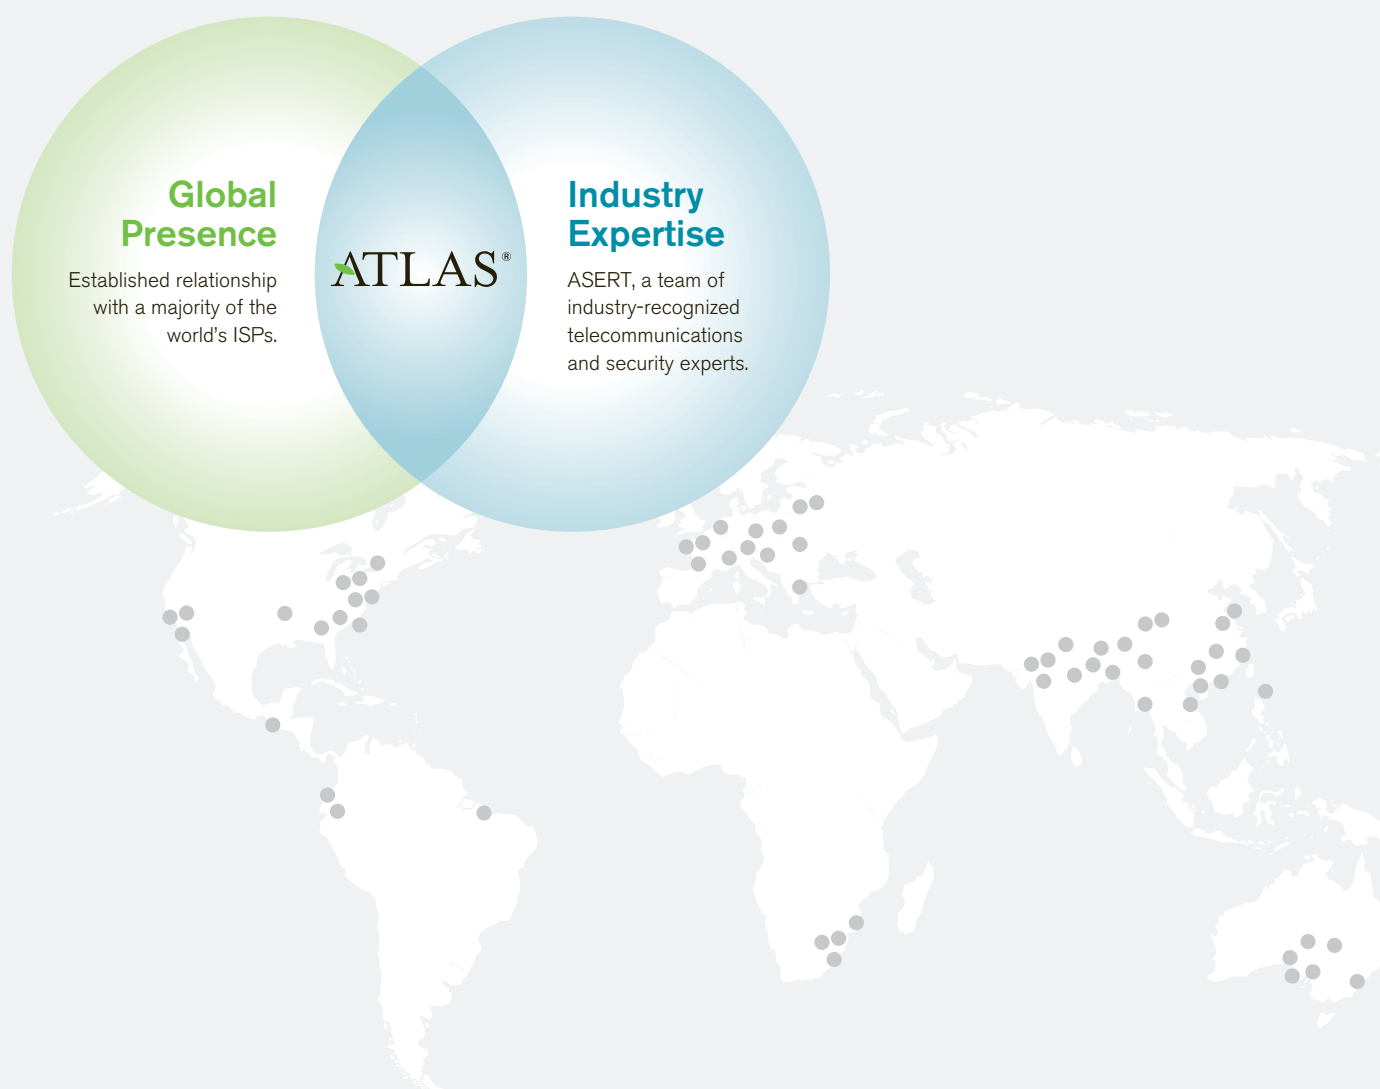 Global
Presence
Established relationship
with a majority of the
world's ISPs.
ATLAS®
Industry
Expertise
ASERT, a team of
industry-recognized
telecommunications
and security experts.